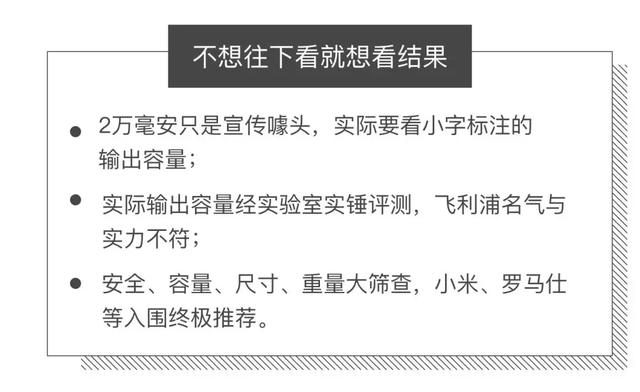 不想往下看就想看结果
2万毫安只是宣传噱头，实际要看小字标注的
输出容量；
实际输出容量经实验室实锤评测，飞利浦名气与
实力不符；
安全、容量、尺寸、重量大筛查，小米、罗马仕
等入围终极推荐。